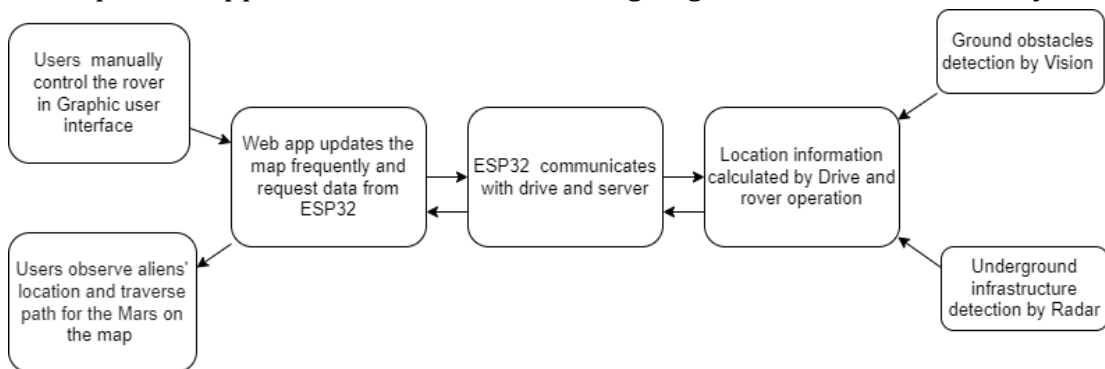 Users manually
control the rover
in Graphic user
interface
Ground obstacles
detection by Vision
Web app updates the
map frequently and
request data from
ESP32
ESP32 communicates
with drive and server
Location information
calculated by Drive and
rover operation
Users observe aliens'
location and traverse
path for the Mars on
the map
Underground
infrastructure
detection by Radar